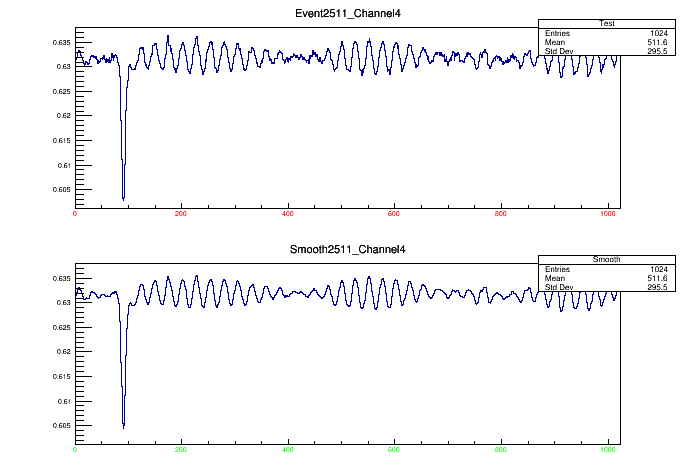 Event2511_Channel4
Test
Entries 1024
Mean 511.6
Std Dev 295.5
0.635
0.63
0.625
0.62
0.615
0.61
0.605
0 200 400 600 800 1000
Smooth2511_Channel4
Smooth
Entries 1024
Mean 511.6
Std Dev 295.5
0.635
0.63
0.625
0.62
0.615
0.61
0.605
0 200 400 600 800 1000